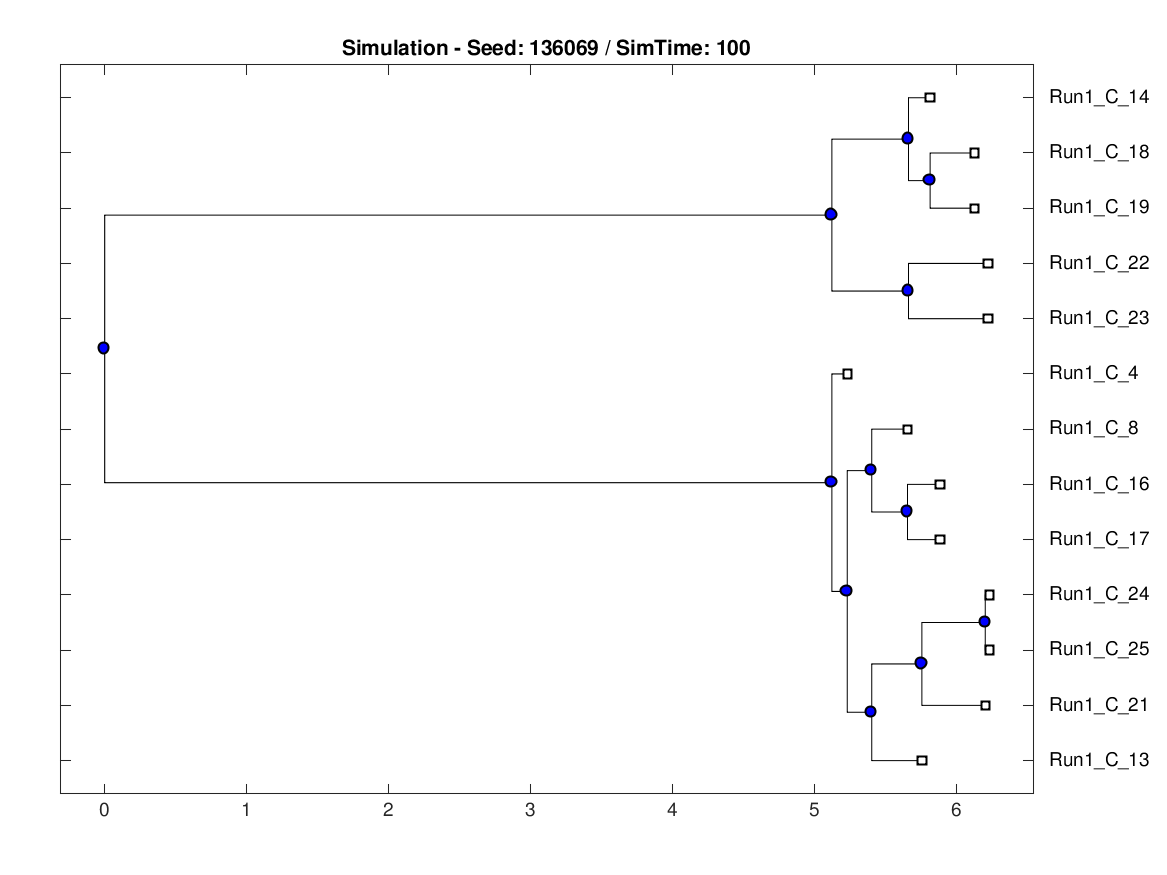 Simulation - Seed: 136069 / SimTime: 100
Run1_C_14
Run1_C_18
Run1_C_19
Run1_C_22
Run1_C_23
Run1_C_4
Run1_C_8
Run1_C_16
Run1_C_17
Run1_C_24
Run1_C_25
Run1_C_21
Run1_C_13
0 1 2 3 4 5 6